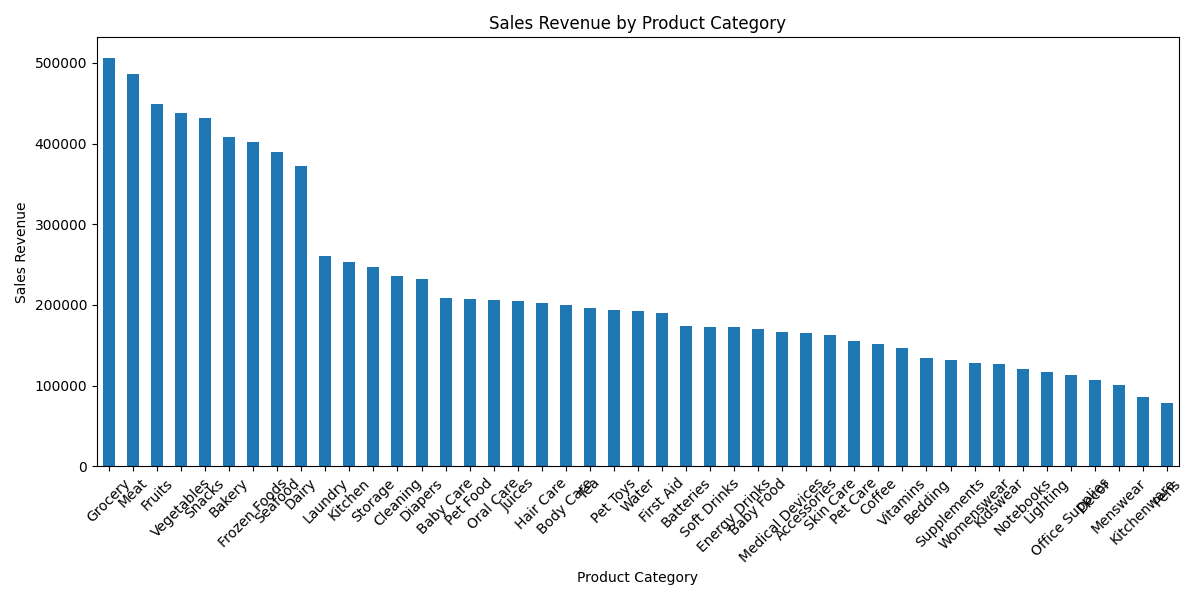 Sales Revenue by Product Category
Sales Revenue
500000
400000
300000
200000
100000
0
Grocery
Meat
Fruits
Vegetables
Snacks
Bakery
Frozen Foods
Seafood
Dairy
Laundry
Kitchen
Storage
Cleaning
Diapers
Baby Care
Pet Food
Oral Care
Juices
Hair Care
Body Care
Tea
Pet Toys
Water
First Aid
Batteries
Soft Drinks
Energy Drinks
Baby Food
Medical Devices
Accessories
Skin Care
Pet Care
Coffee
Vitamins
Bedding
Supplements
Womenswear
Kidswear
Notebooks
Lighting
Office Supplies
Decor
Menswear
Kitchenware
Pens
Product Category